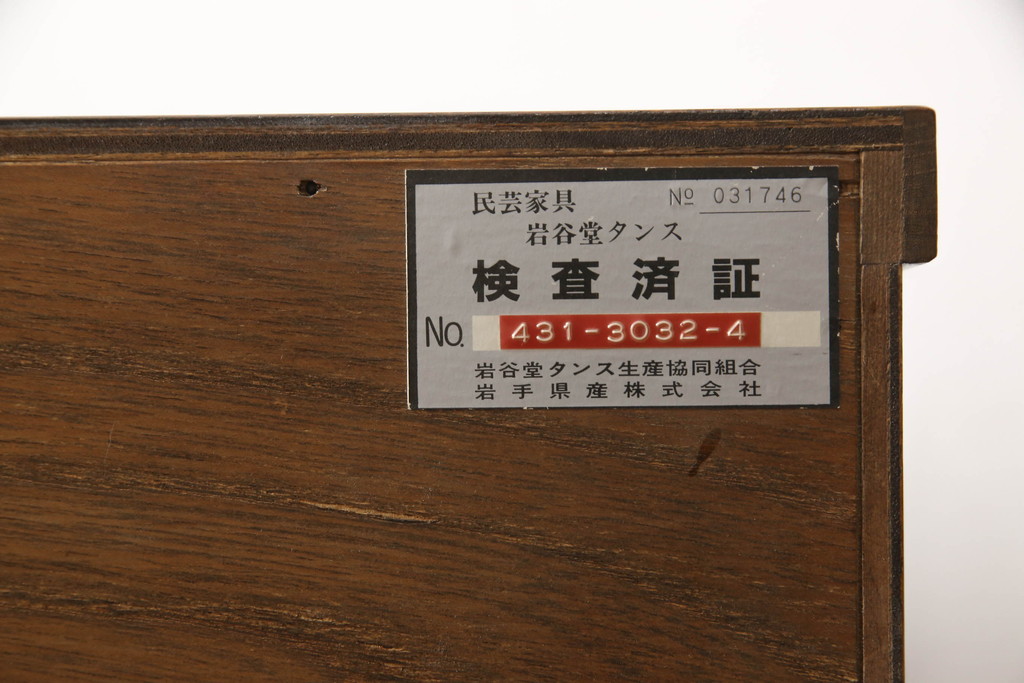 民芸家具 № 031746
岩谷堂タンス
検査済証
No. 431-3032-4
岩谷堂タンス生産協同組合
岩手県産株式会社